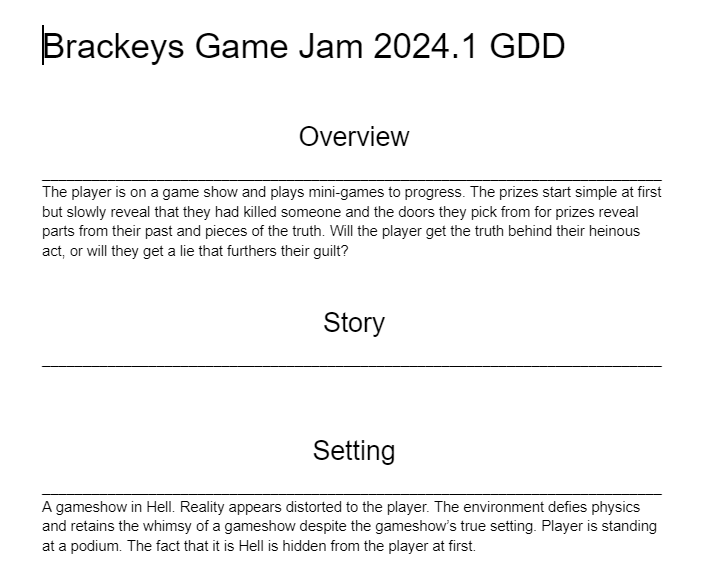 Brackeys Game Jam 2024.1 GDD
Overview
The player is on a game show and plays mini-games to progress. The prizes start simple at first
but slowly reveal that they had killed someone and the doors they pick from for prizes reveal
parts from their past and pieces of the truth. Will the player get the truth behind their heinous
act, or will they get a lie that furthers their guilt?
Story
Setting
A gameshow in Hell. Reality appears distorted to the player. The environment defies physics
and retains the whimsy of a gameshow despite the gameshow’s true setting. Player is standing
at a podium. The fact that it is Hell is hidden from the player at first.